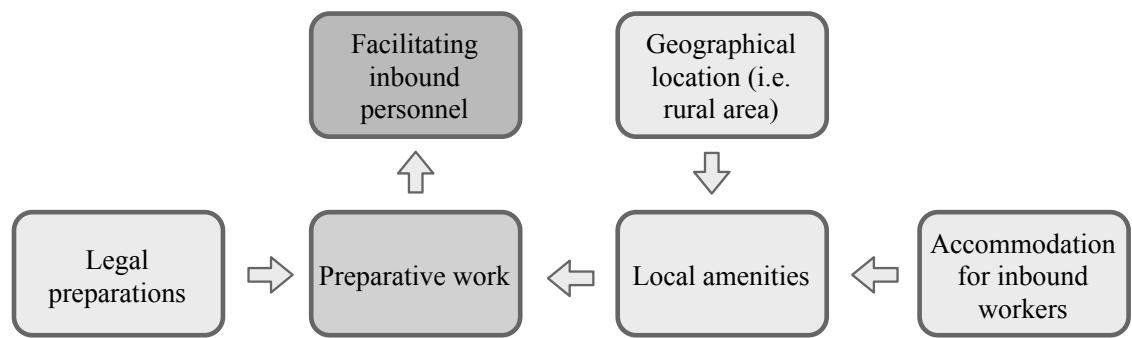 Facilitating
inbound
personnel
Geographical
location (i.e.
rural area)
Legal
preparations
Preparative work
Local amenities
Accommodation
for inbound
workers